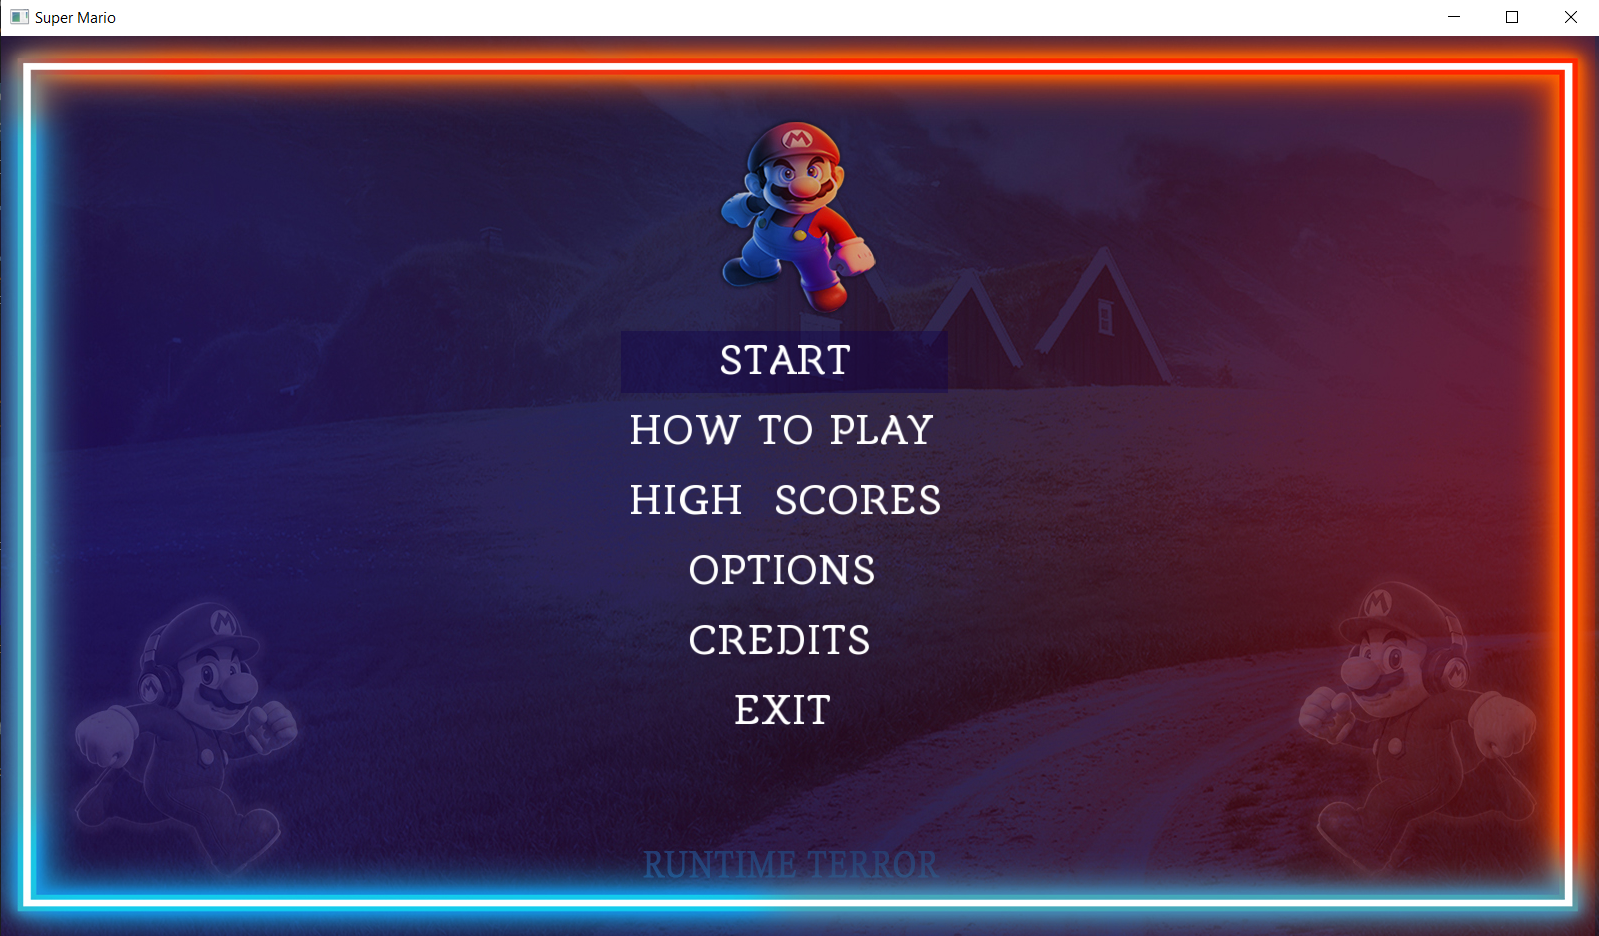 Super Mario
START
HOW TO PLAY
HIGH SCORES
OPTIONS
CREDITS
EXIT
RUNTIME TERROR